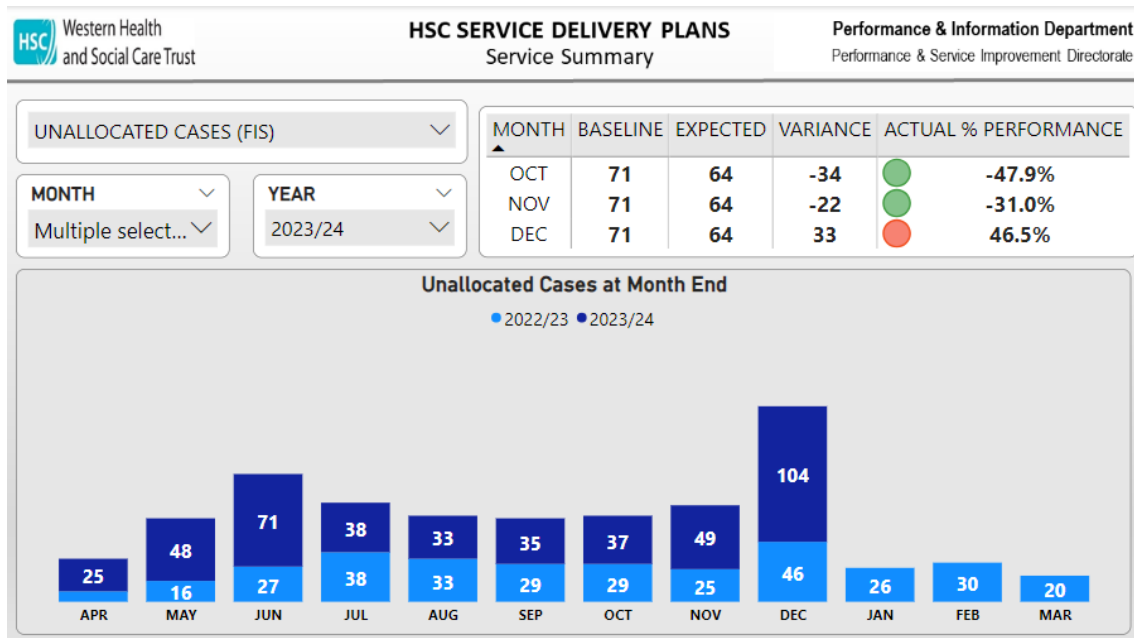 HSC
Western Health
and Social Care Trust
HSC SERVICE DELIVERY PLANS
Service Summary
Performance & Information Department
Performance & Service Improvement Directorate
UNALLOCATED CASES (FIS)
MONTH
Multiple select...
YEAR
2023/24
MONTH BASELINE EXPECTED VARIANCE ACTUAL % PERFORMANCE
OCT 71 64 -34 -47.9%
NOV 71 64 -22 -31.0%
DEC 71 64 33 46.5%
Unallocated Cases at Month End
2022/23 2023/24
25 48 71 38 33 35 37 49 104
16 27 38 33 29 29 25 46 26 30 20
APR MAY JUN JUL AUG SEP OCT NOV DEC JAN FEB MAR